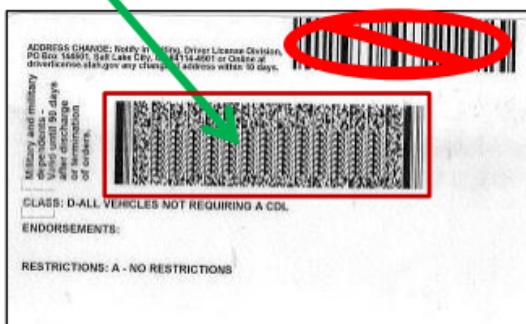 ADDRESS CHANGE: Notify in writing, Driver License Division,
PO Box 144501, Salt Lake City, 84114-4501 or Online at
driverlicense.utah.gov any change address within 10 days.
Military and military
dependents -
Valid until 90 days
after discharge
or termination
of orders.
CLASS: D-ALL VEHICLES NOT REQUIRING A CDL
ENDORSEMENTS:
RESTRICTIONS: A - NO RESTRICTIONS